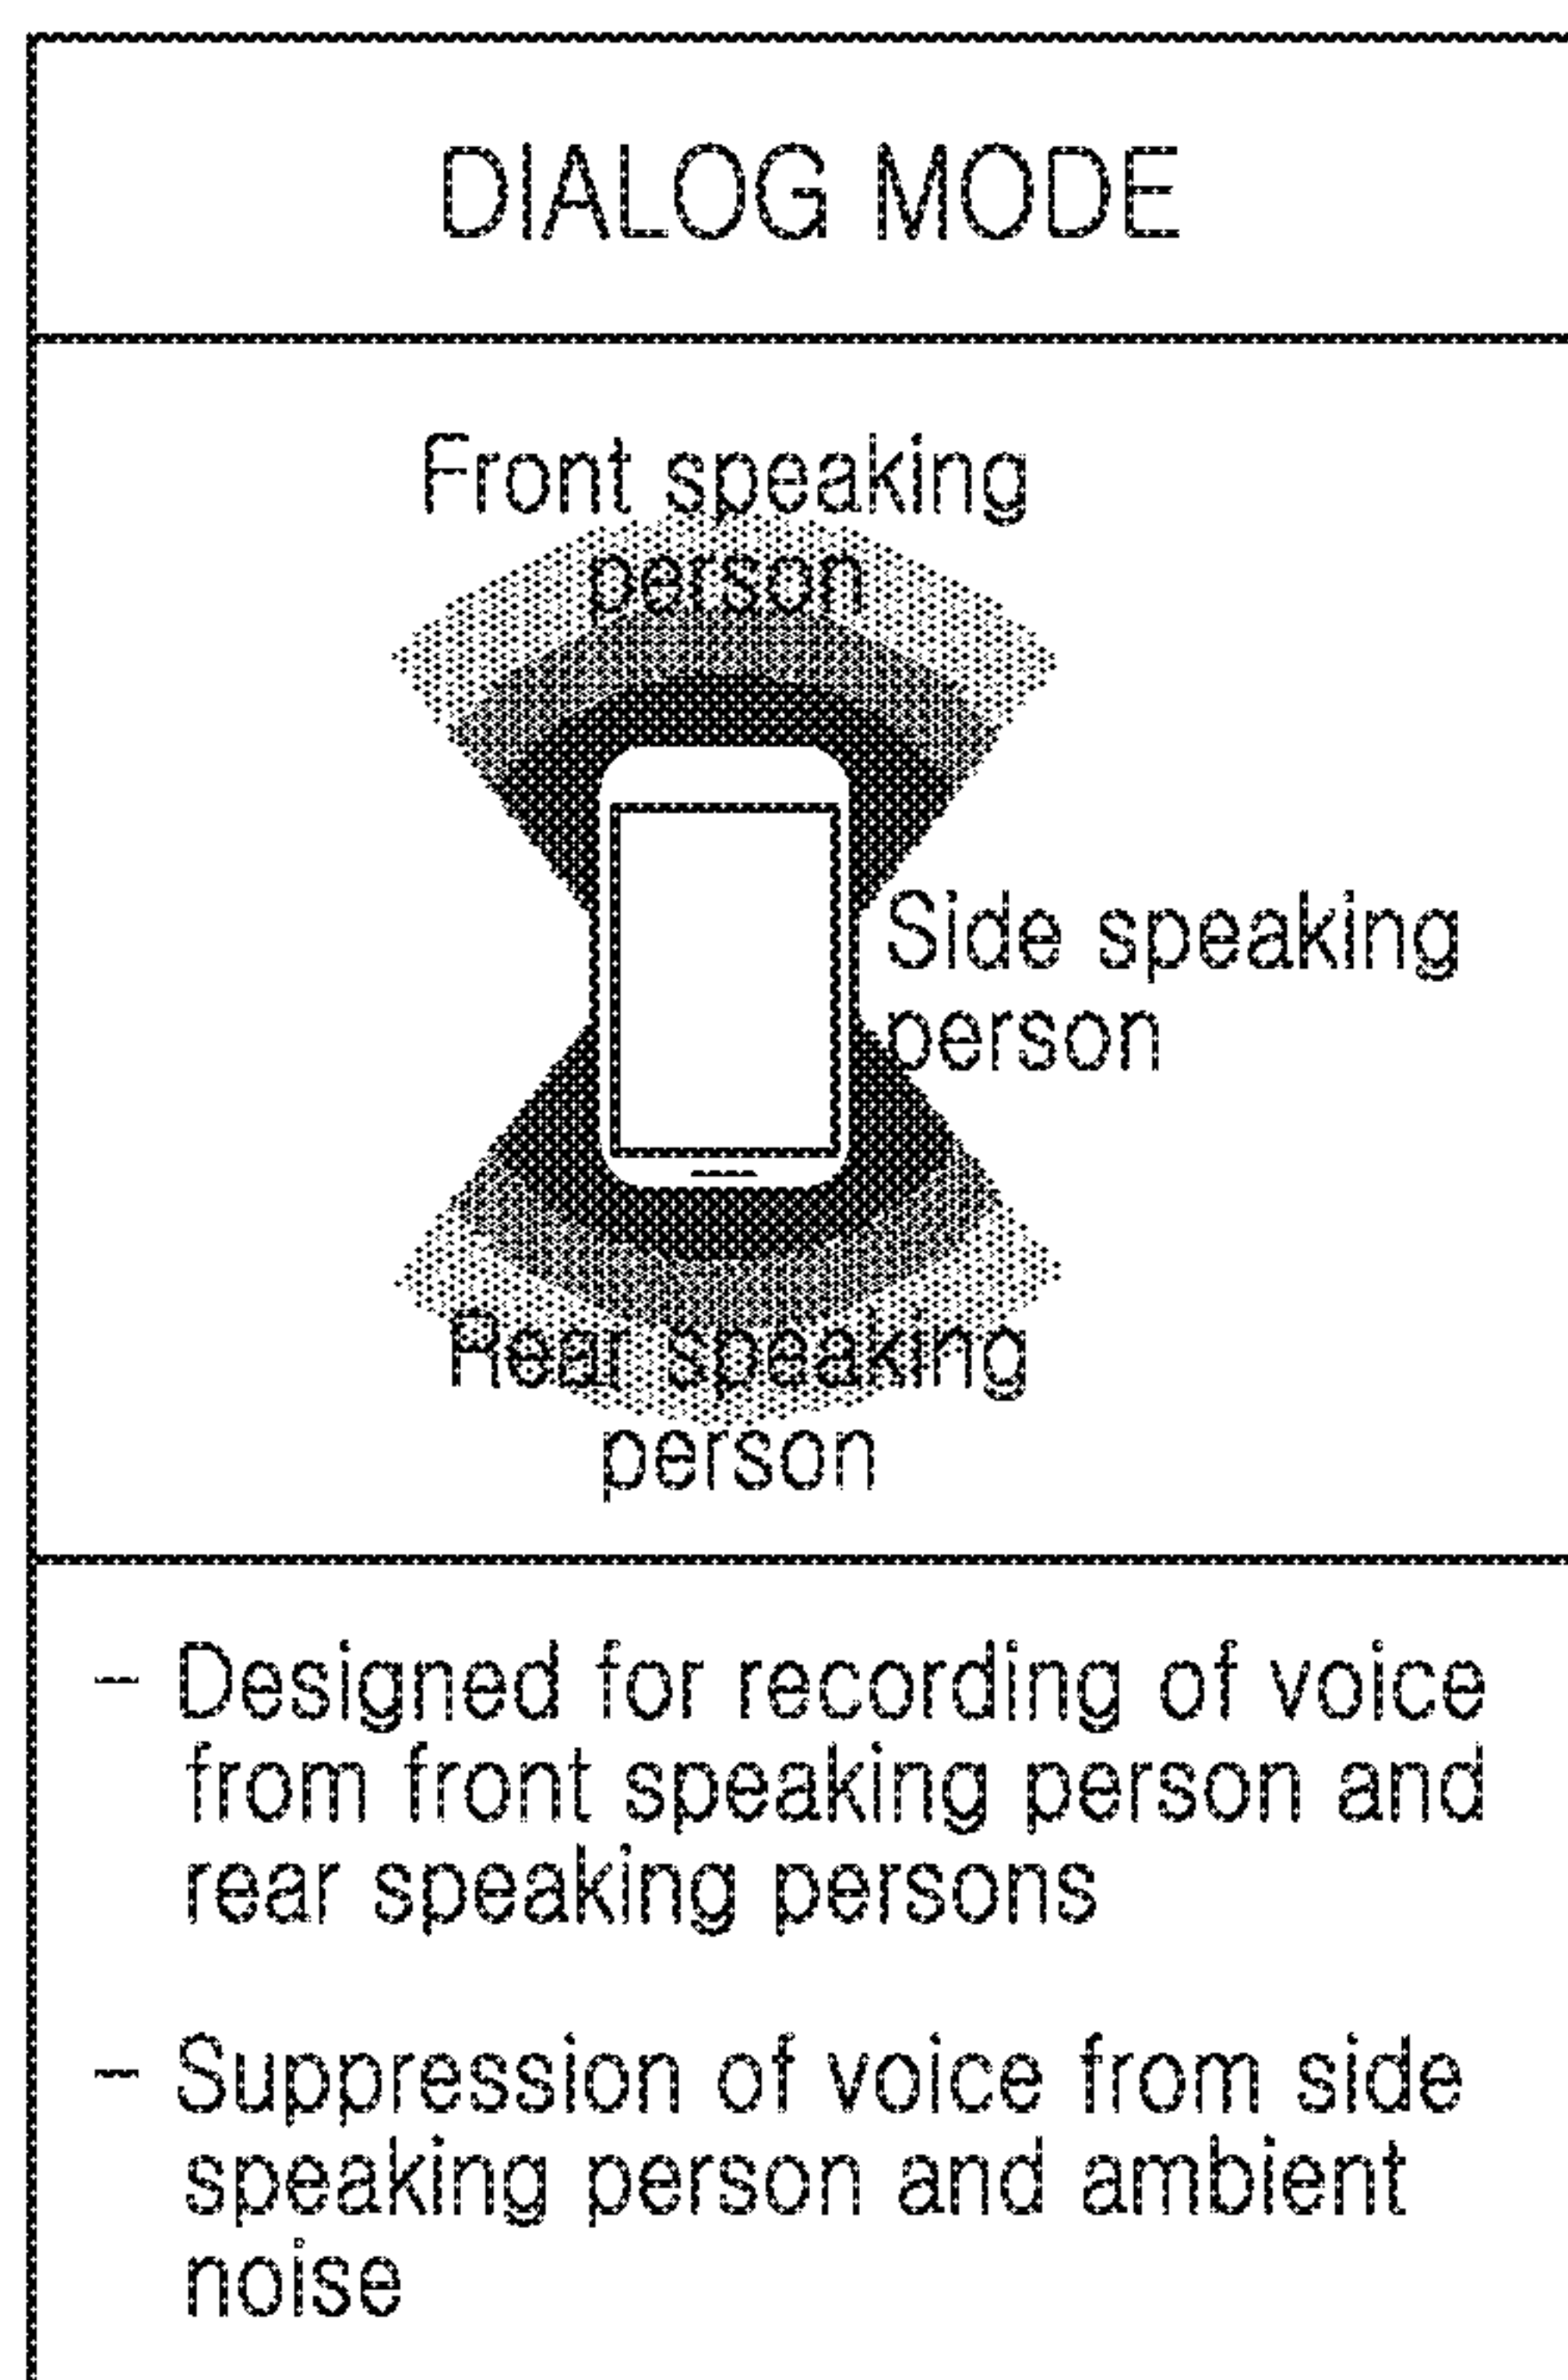 DIALOG MODE
Front speaking
person
Side speaking
person
Rear speaking
person
- Designed for recording of voice
from front speaking person and
rear speaking persons
- Suppression of voice from side
speaking person and ambient
noise